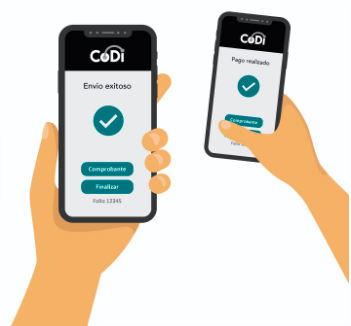 CoDi
Envío exitoso
Comprobante
Finalizar
Folio 12345
CoDi
Pago realizado
Comprobante